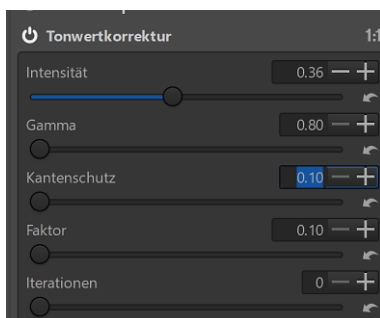 Tonwertkorrektur 1:1
Intensität 0.36
Gamma 0.80
Kantenschutz 0.10
Faktor 0.10
Iterationen 0